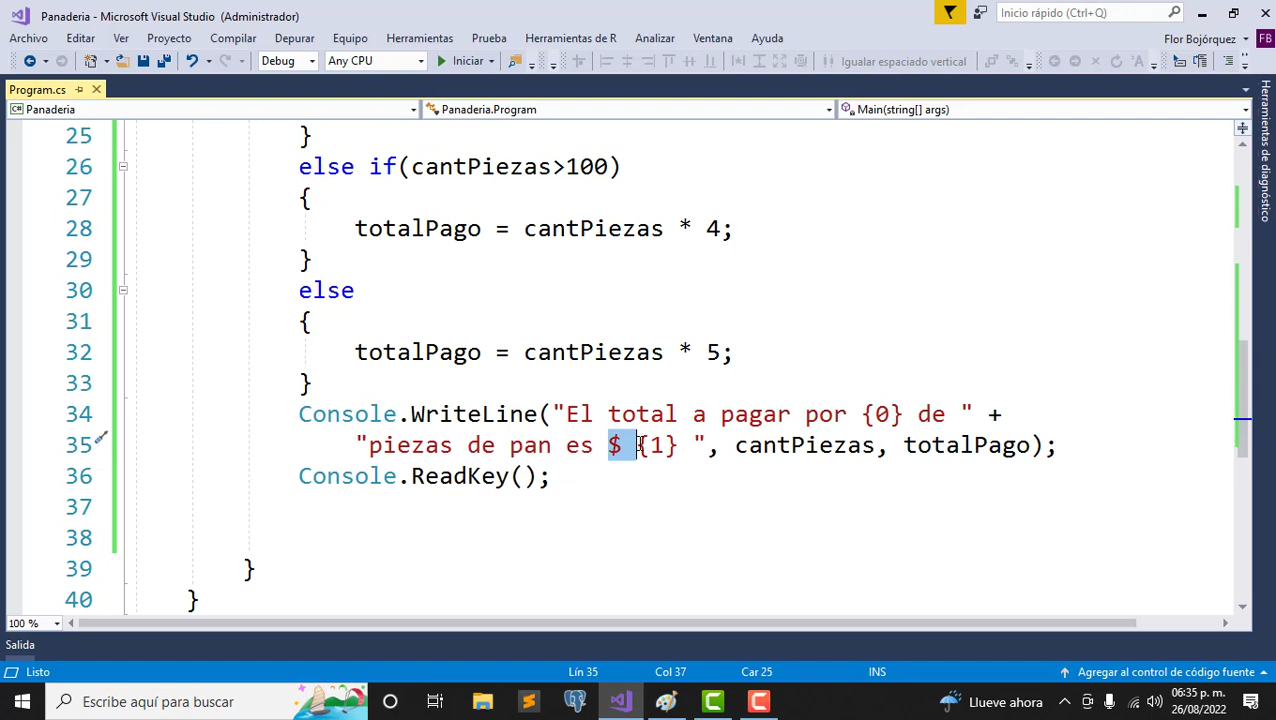 Panaderia - Microsoft Visual Studio (Administrador)
Inicio rápido (Ctrl+Q)
Archivo Editar Ver Proyecto Compilar Depurar Equipo Herramientas Prueba Herramientas de R Analizar Ventana Ayuda
Flor Bojórquez FB
Debug Any CPU Iniciar Igualar espaciado vertical
Program.cs
Panaderia Panaderia.Program Main(string[] args)
Herramientas de diagnóstico
25 }
26 else if(cantPiezas>100)
27 {
28 totalPago = cantPiezas * 4;
29 }
30 else
31 {
32 totalPago = cantPiezas * 5;
33 }
34 Console.WriteLine("El total a pagar por {0} de " +
35 "piezas de pan es $ {1} ", cantPiezas, totalPago);
36 Console.ReadKey();
37
38
39 }
40 }
100 %
Salida
Listo Lín 35 Col 37 Car 25 INS Agregar al control de código fuente
Escribe aquí para buscar Llueve ahora 06:35 p. m.
26/08/2022